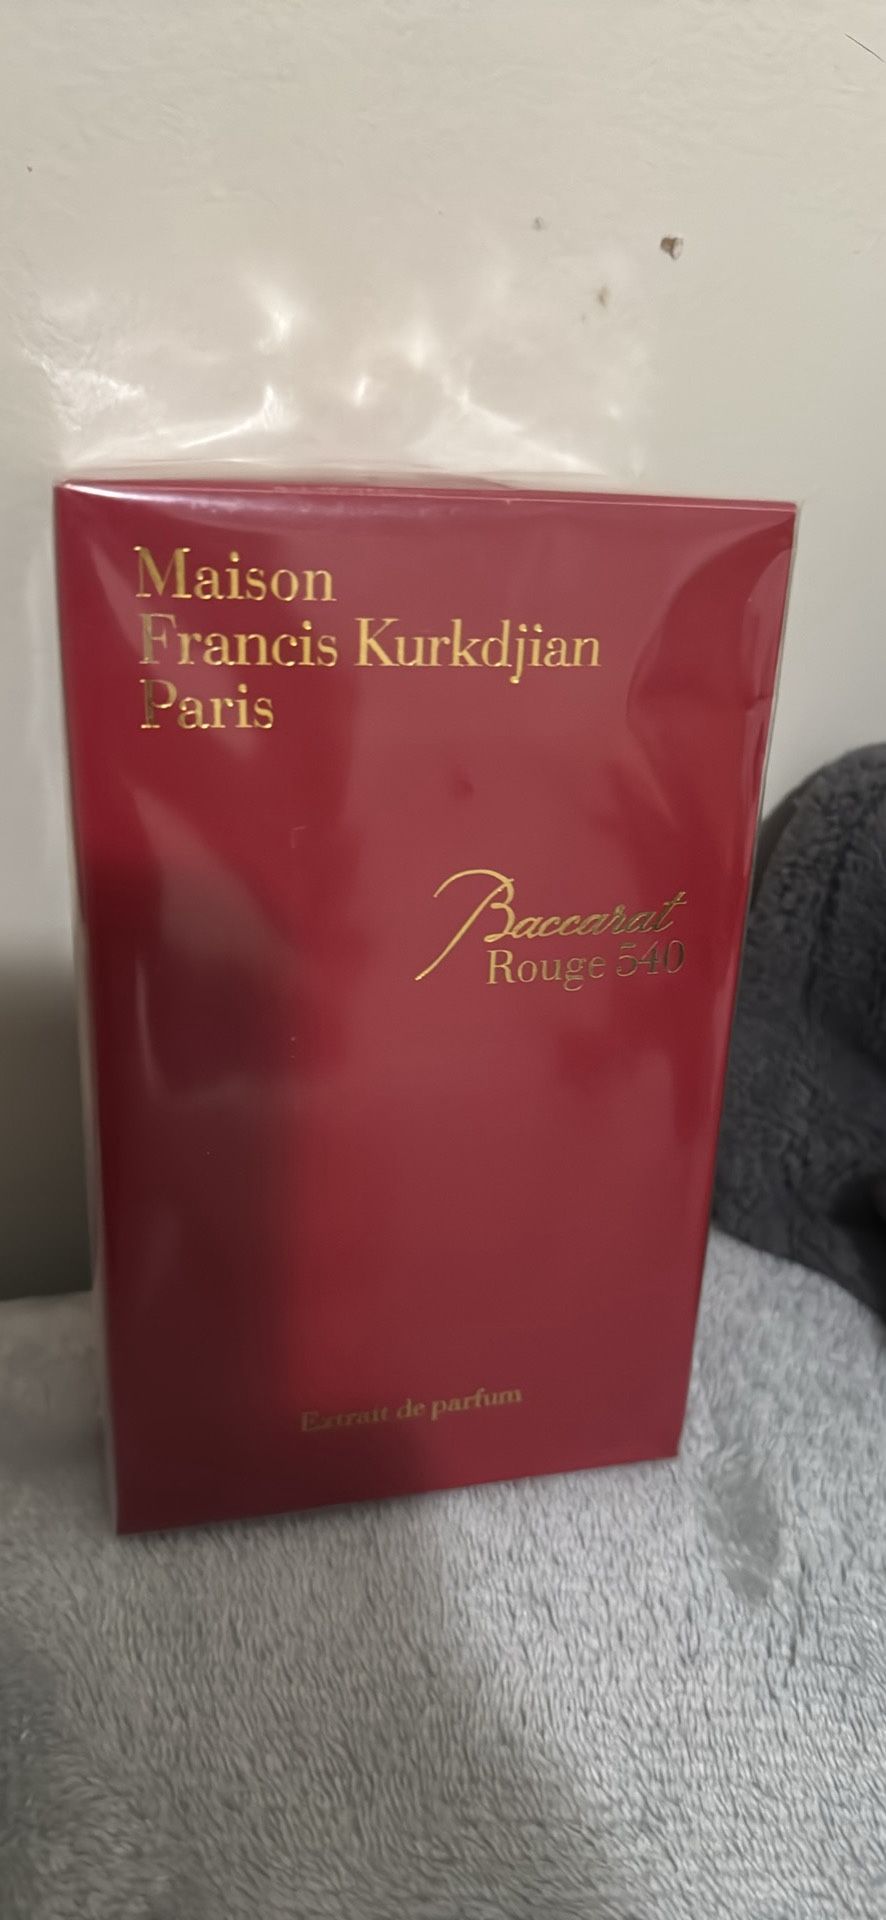 Maison
Francis Kurkdjian
Paris
Baccarat
Rouge 540
Extrait de parfum